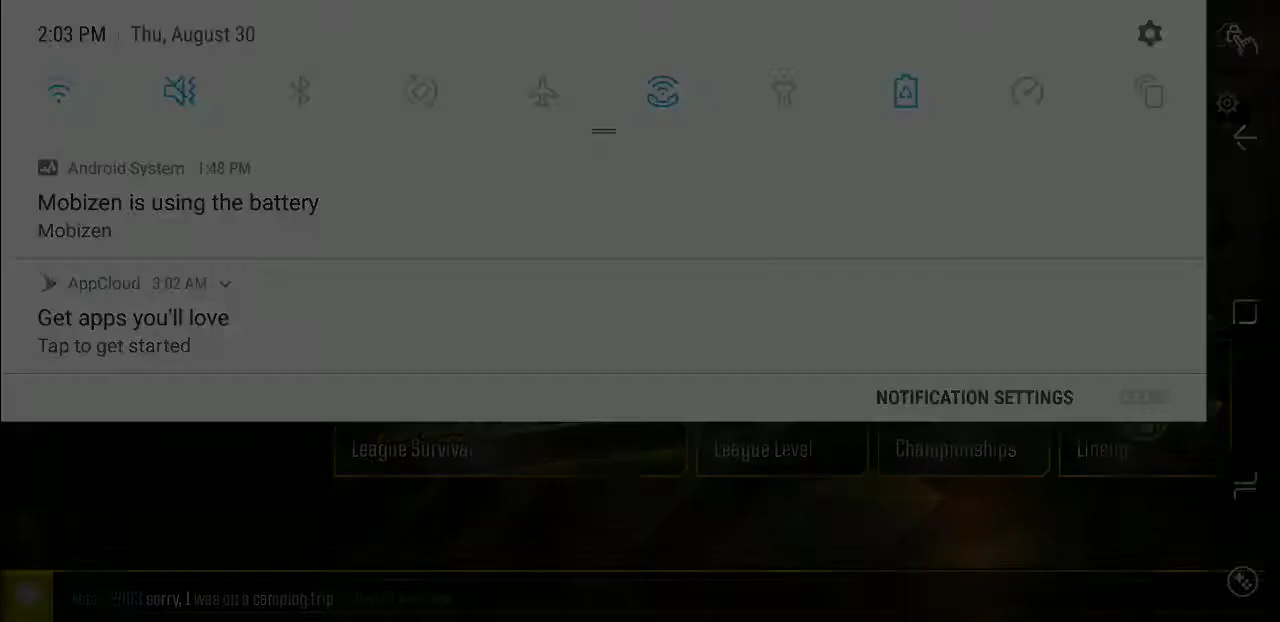 2:03 PM Thu, August 30
Android System 1:48 PM
Mobizen is using the battery
Mobizen
AppCloud 3:02 AM
Get apps you'll love
Tap to get started
NOTIFICATION SETTINGS CLEAR
League Survival League Level Championships Lineup
sorry, I was on a camping trip